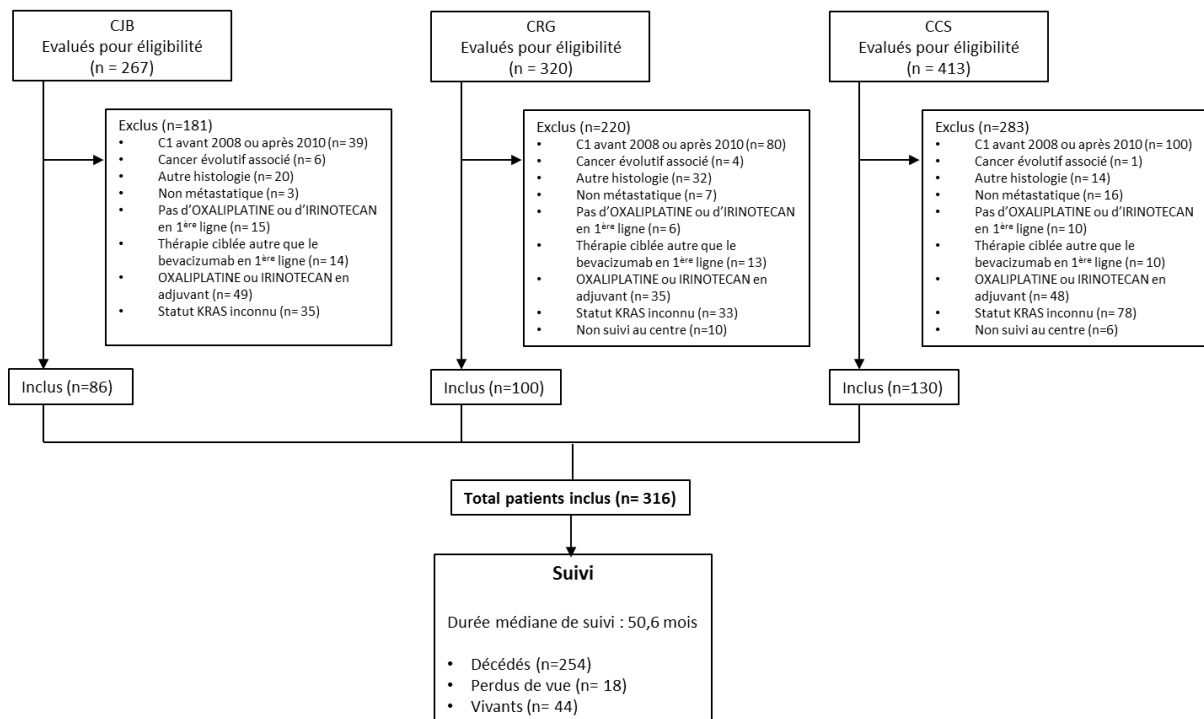 CJB
Evalués pour éligibilité
(n = 267)
Exclus (n=181)
• C1 avant 2008 ou après 2010 (n= 39)
• Cancer évolutif associé (n= 6)
• Autre histologie (n= 20)
• Non métastatique (n= 3)
• Pas d'OXALIPLATINE ou d'IRINOTECAN
en 1ère ligne (n= 15)
• Thérapie ciblée autre que le
bevacizumab en 1ère ligne (n= 14)
• OXALIPLATINE ou IRINOTECAN en
adjuvant (n= 49)
• Statut KRAS inconnu (n= 35)
Inclus (n=86)
CRG
Evalués pour éligibilité
(n = 320)
Exclus (n=220)
• C1 avant 2008 ou après 2010 (n= 80)
• Cancer évolutif associé (n= 4)
• Autre histologie (n= 32)
• Non métastatique (n= 7)
• Pas d'OXALIPLATINE ou d'IRINOTECAN
en 1ère ligne (n= 6)
• Thérapie ciblée autre que le
bevacizumab en 1ère ligne (n= 13)
• OXALIPLATINE ou IRINOTECAN en
adjuvant (n= 35)
• Statut KRAS inconnu (n= 33)
• Non suivi au centre (n=10)
Inclus (n=100)
CCS
Evalués pour éligibilité
(n = 413)
Exclus (n=283)
• C1 avant 2008 ou après 2010 (n= 100)
• Cancer évolutif associé (n= 1)
• Autre histologie (n= 14)
• Non métastatique (n= 16)
• Pas d'OXALIPLATINE ou d'IRINOTECAN
en 1ère ligne (n= 10)
• Thérapie ciblée autre que le
bevacizumab en 1ère ligne (n= 10)
• OXALIPLATINE ou IRINOTECAN en
adjuvant (n= 48)
• Statut KRAS inconnu (n= 78)
• Non suivi au centre (n=6)
Inclus (n=130)
Total patients inclus (n= 316)
Suivi
Durée médiane de suivi : 50,6 mois
• Décédés (n=254)
• Perdus de vue (n= 18)
• Vivants (n= 44)